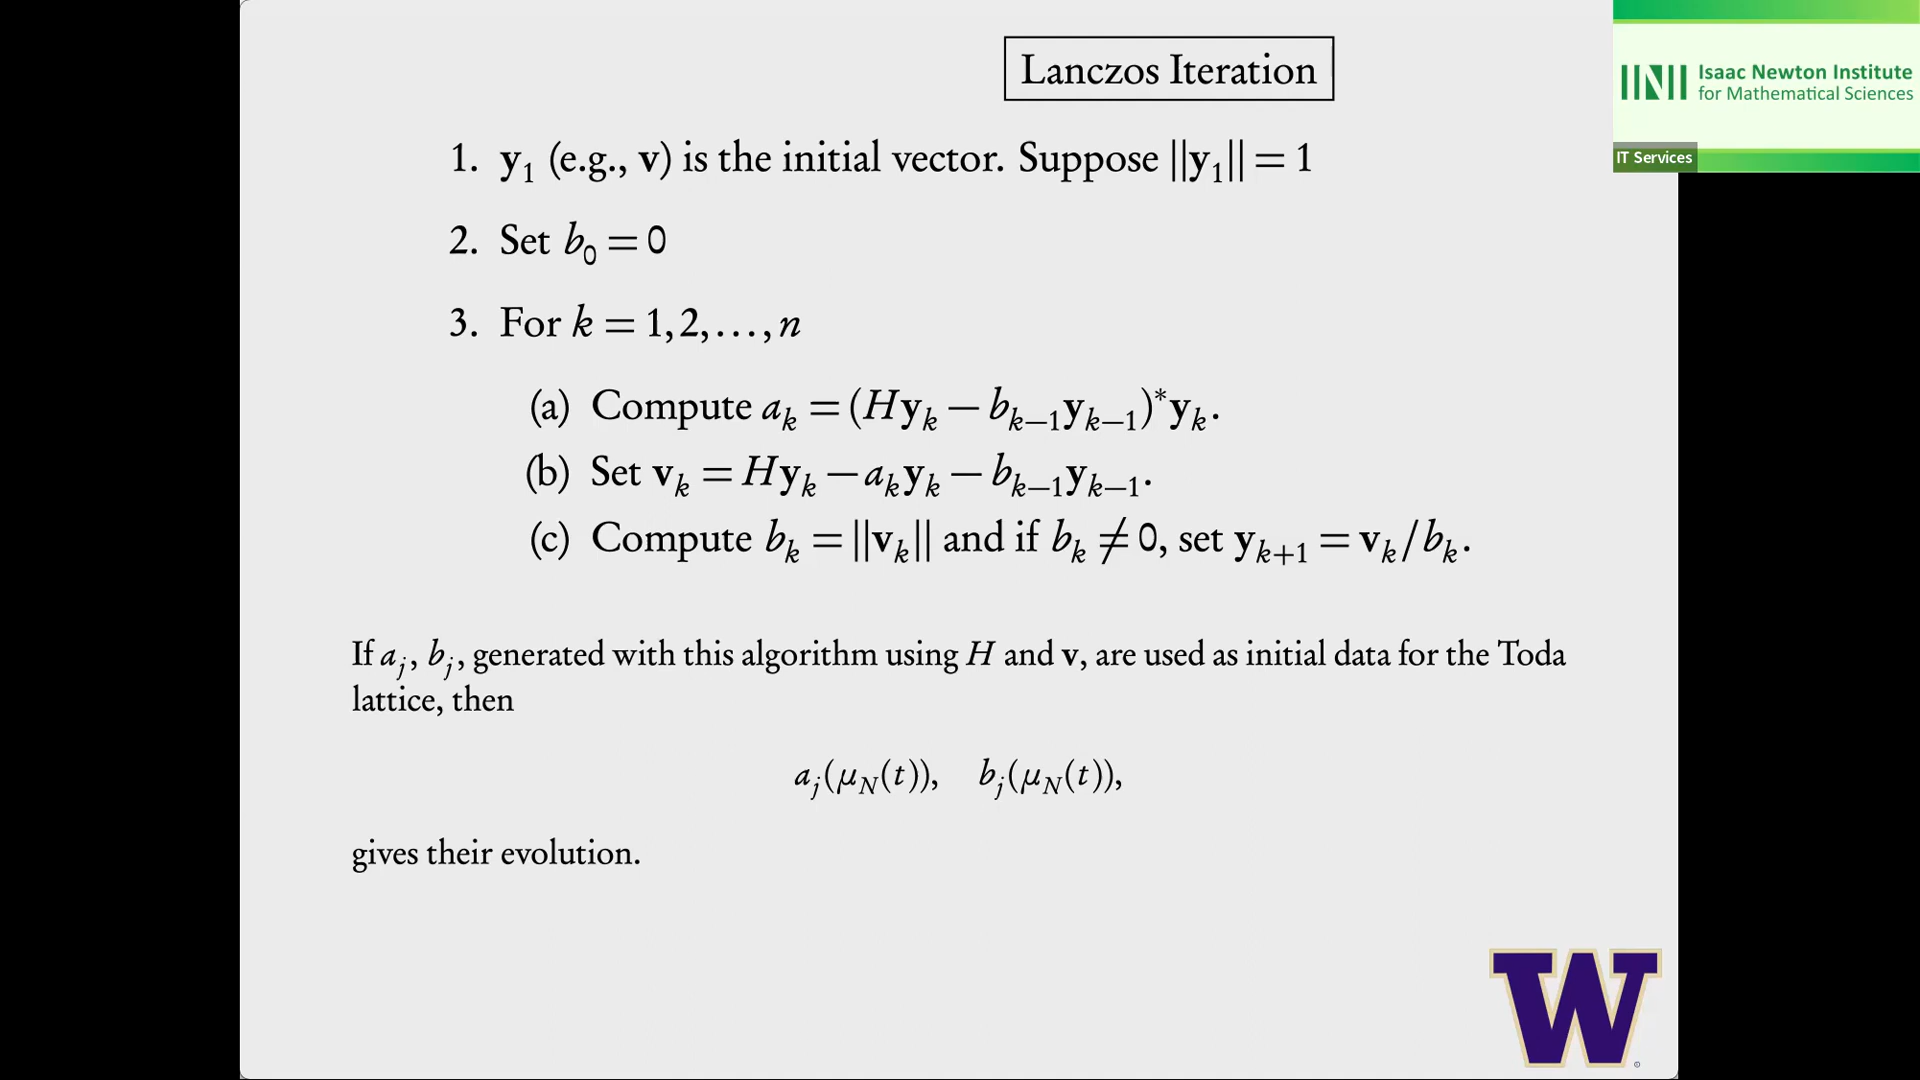 Lanczos Iteration
Isaac Newton Institute
for Mathematical Sciences
IT Services
1. y₁ (e.g., v) is the initial vector. Suppose ||y₁|| = 1
2. Set b₀ = 0
3. For k = 1, 2, …, n
(a) Compute aₖ = (Hyₖ − bₖ₋₁yₖ₋₁)*yₖ.
(b) Set vₖ = Hyₖ − aₖyₖ − bₖ₋₁yₖ₋₁.
(c) Compute bₖ = ||vₖ|| and if bₖ ≠ 0, set yₖ₊₁ = vₖ/bₖ.
If aⱼ, bⱼ, generated with this algorithm using H and v, are used as initial data for the Toda
lattice, then
aⱼ(μ_N(t)), bⱼ(μ_N(t)),
gives their evolution.
W